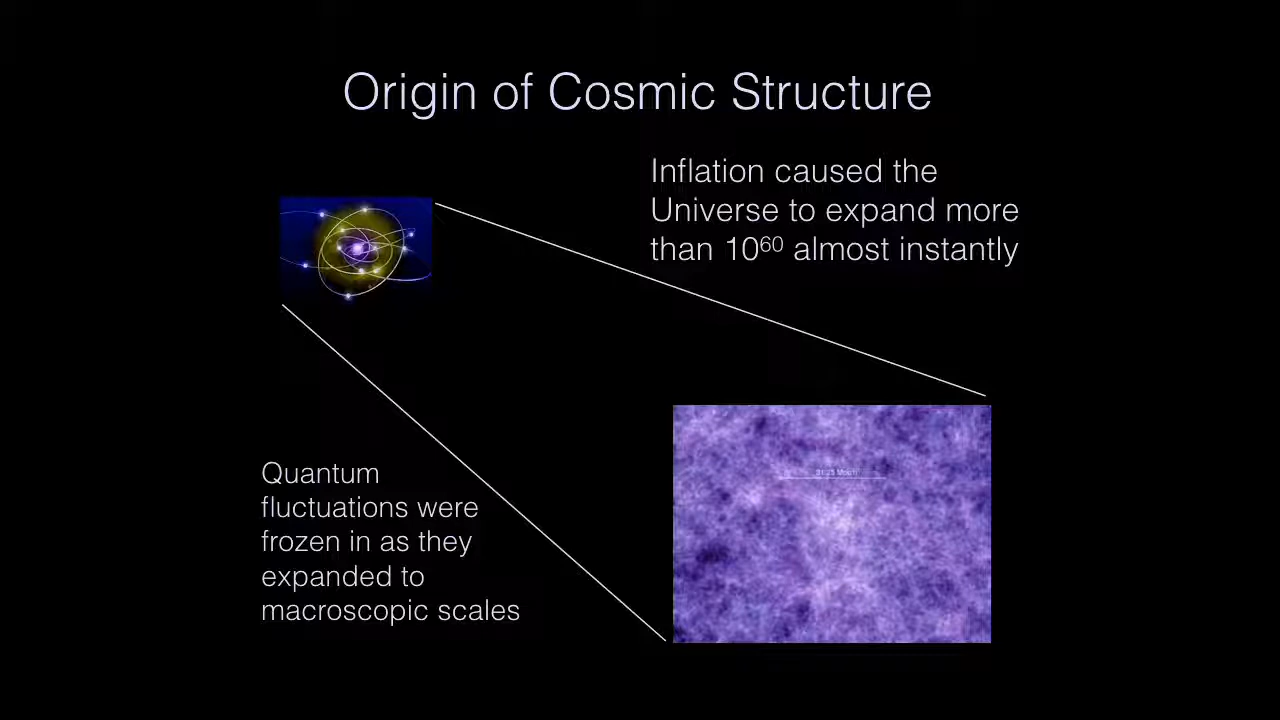 Origin of Cosmic Structure
Inflation caused the
Universe to expand more
than 10⁶⁰ almost instantly
Quantum
fluctuations were
frozen in as they
expanded to
macroscopic scales